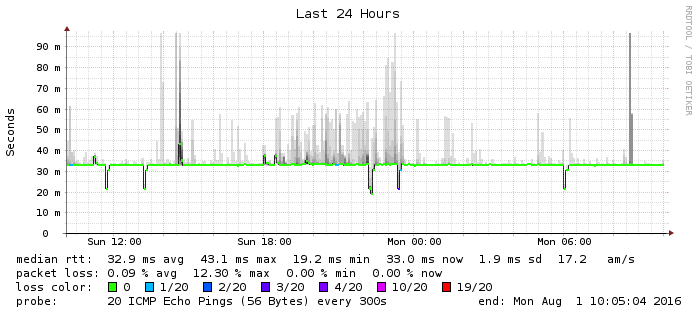 Last 24 Hours
RRDTOOL / TOBI OETIKER
Seconds
90 m
80 m
70 m
60 m
50 m
40 m
30 m
20 m
10 m
0
Sun 12:00 Sun 18:00 Mon 00:00 Mon 06:00
median rtt: 32.9 ms avg 43.1 ms max 19.2 ms min 33.0 ms now 1.9 ms sd 17.2 am/s
packet loss: 0.09 % avg 12.30 % max 0.00 % min 0.00 % now
loss color: 0 1/20 2/20 3/20 4/20 10/20 19/20
probe: 20 ICMP Echo Pings (56 Bytes) every 300s end: Mon Aug 1 10:05:04 2016